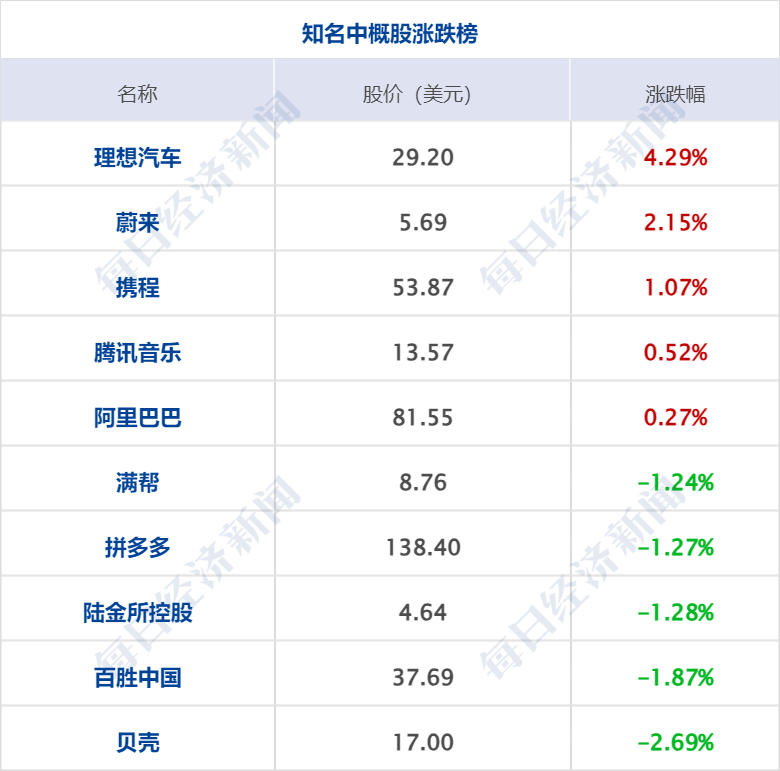 知名中概股涨跌榜
名称 股价（美元） 涨跌幅
理想汽车 29.20 4.29%
蔚来 5.69 2.15%
携程 53.87 1.07%
腾讯音乐 13.57 0.52%
阿里巴巴 81.55 0.27%
满帮 8.76 -1.24%
拼多多 138.40 -1.27%
陆金所控股 4.64 -1.28%
百胜中国 37.69 -1.87%
贝壳 17.00 -2.69%
每日经济新闻
每日经济新闻
每日经济新闻
每日经济新闻